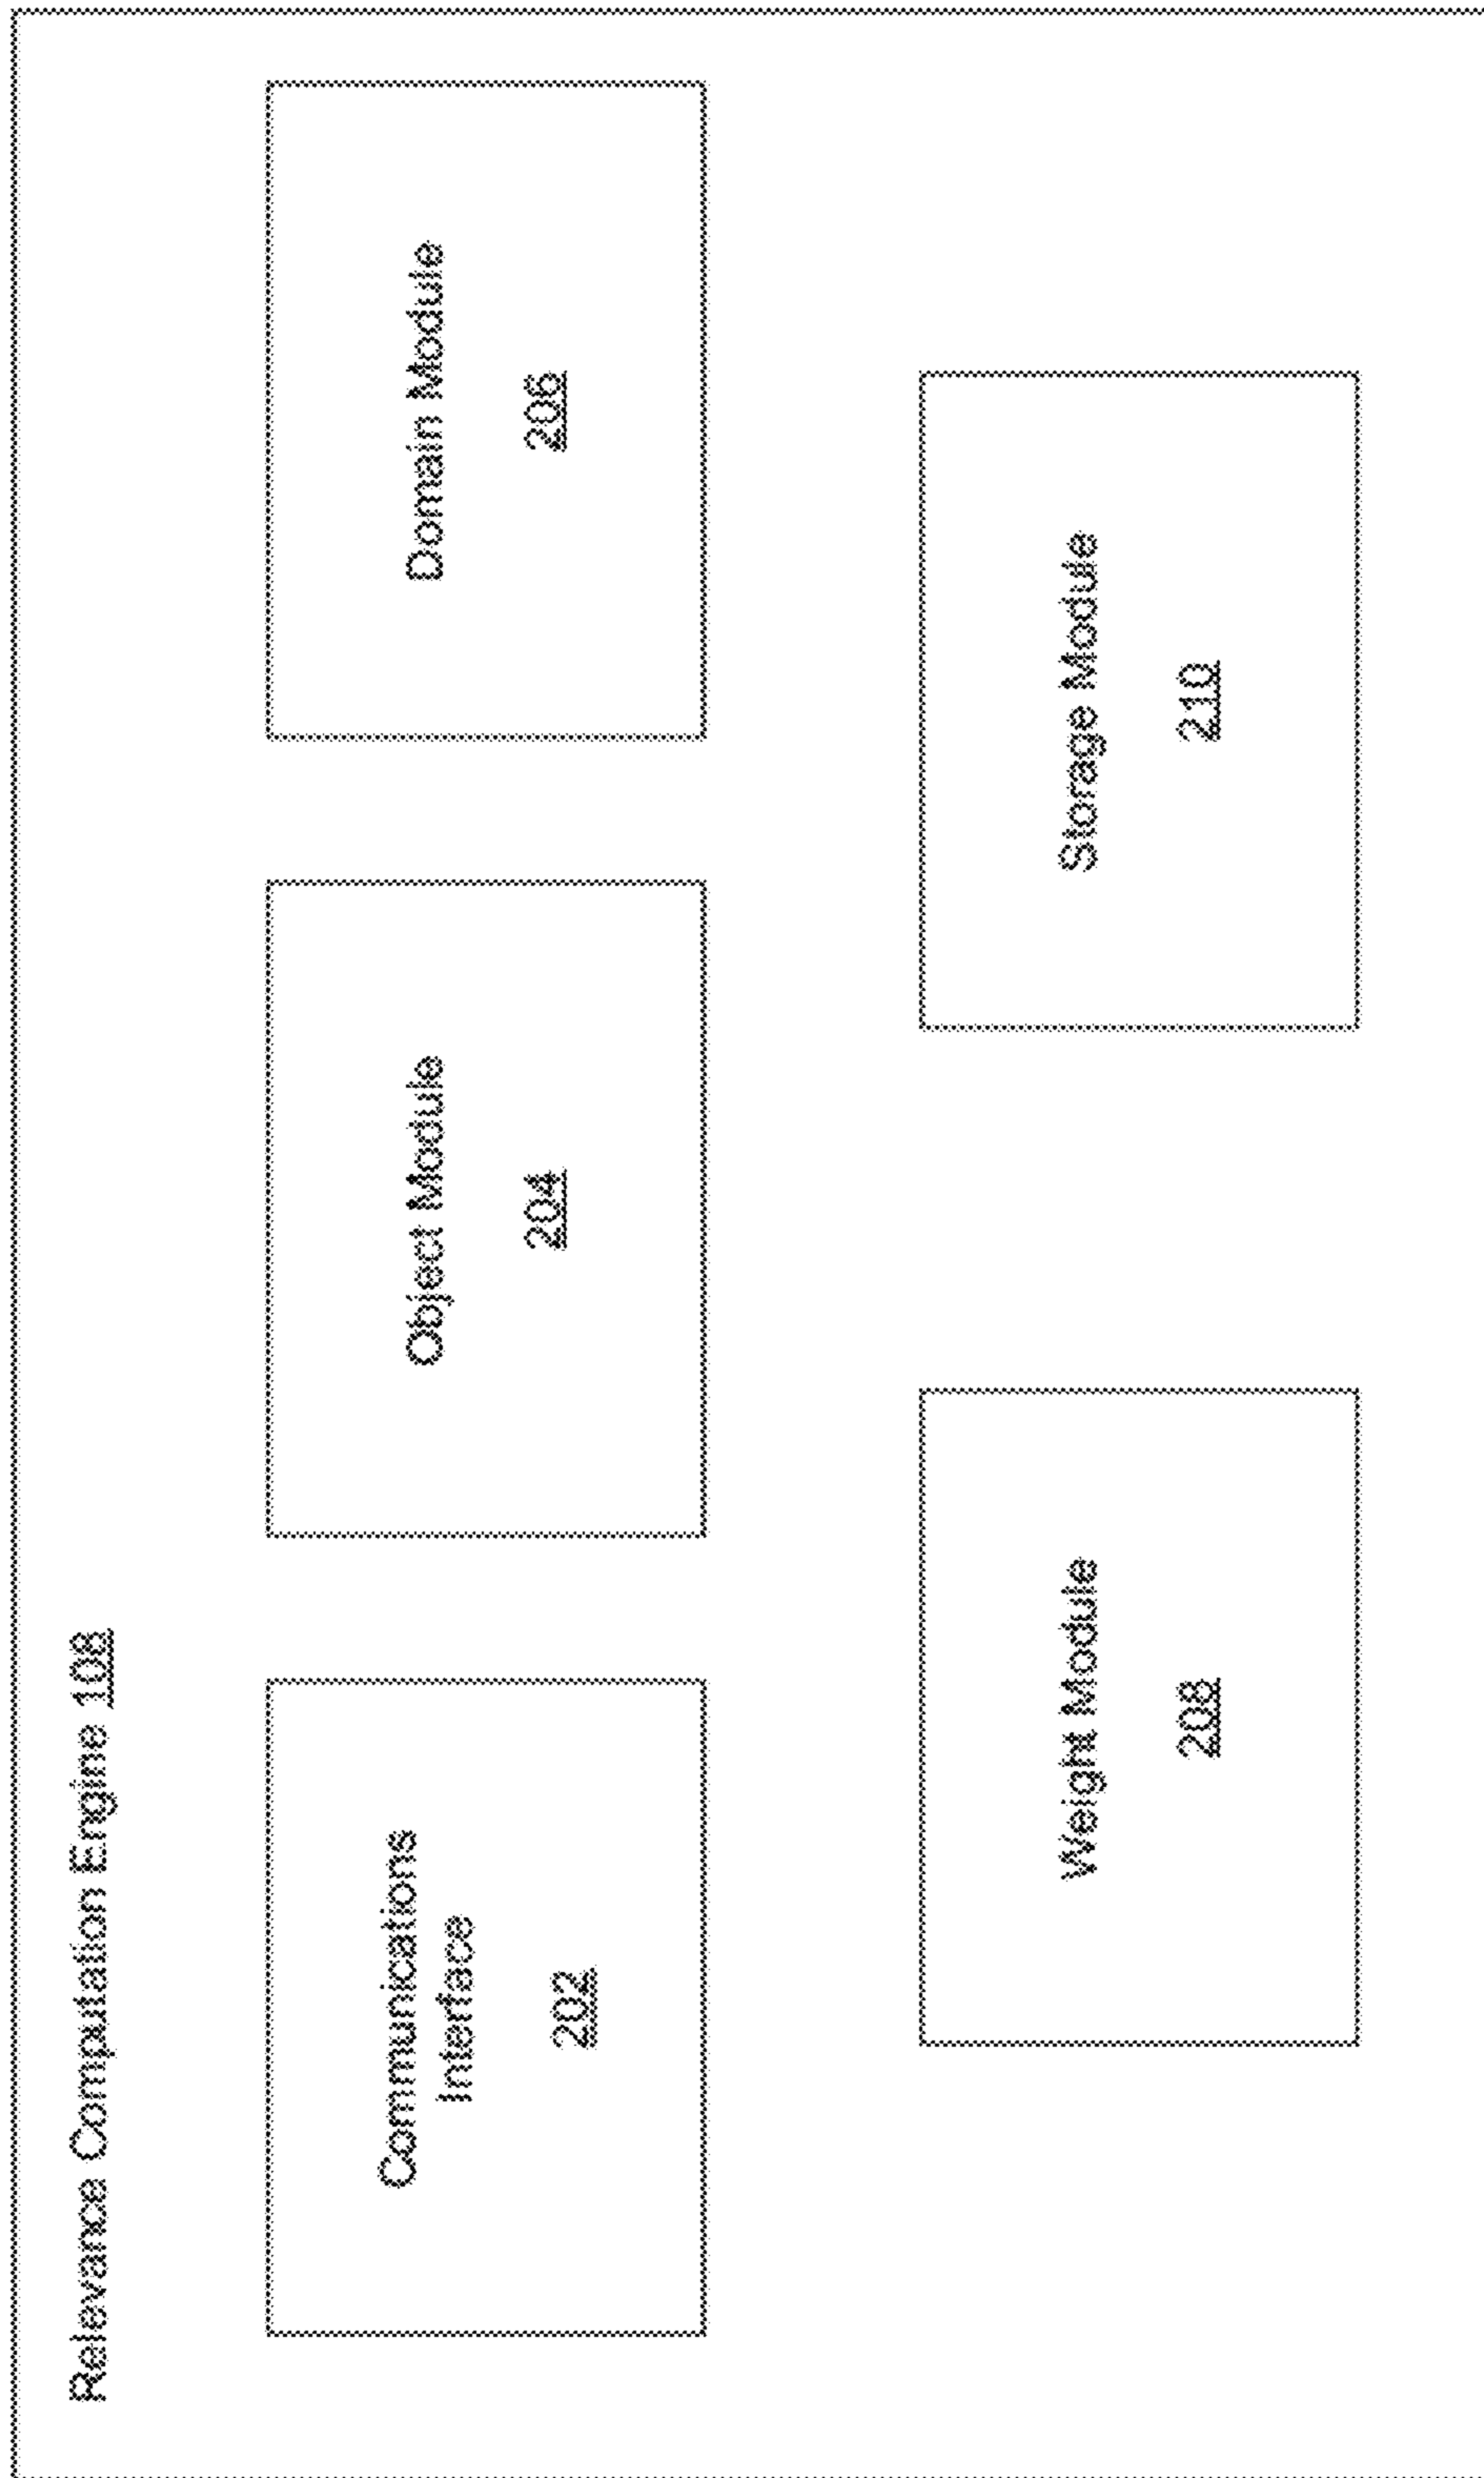 Relevance Computation Engine 108
Communications
Interface
202
Object Module
204
Domain Module
206
Weight Module
208
Storage Module
210